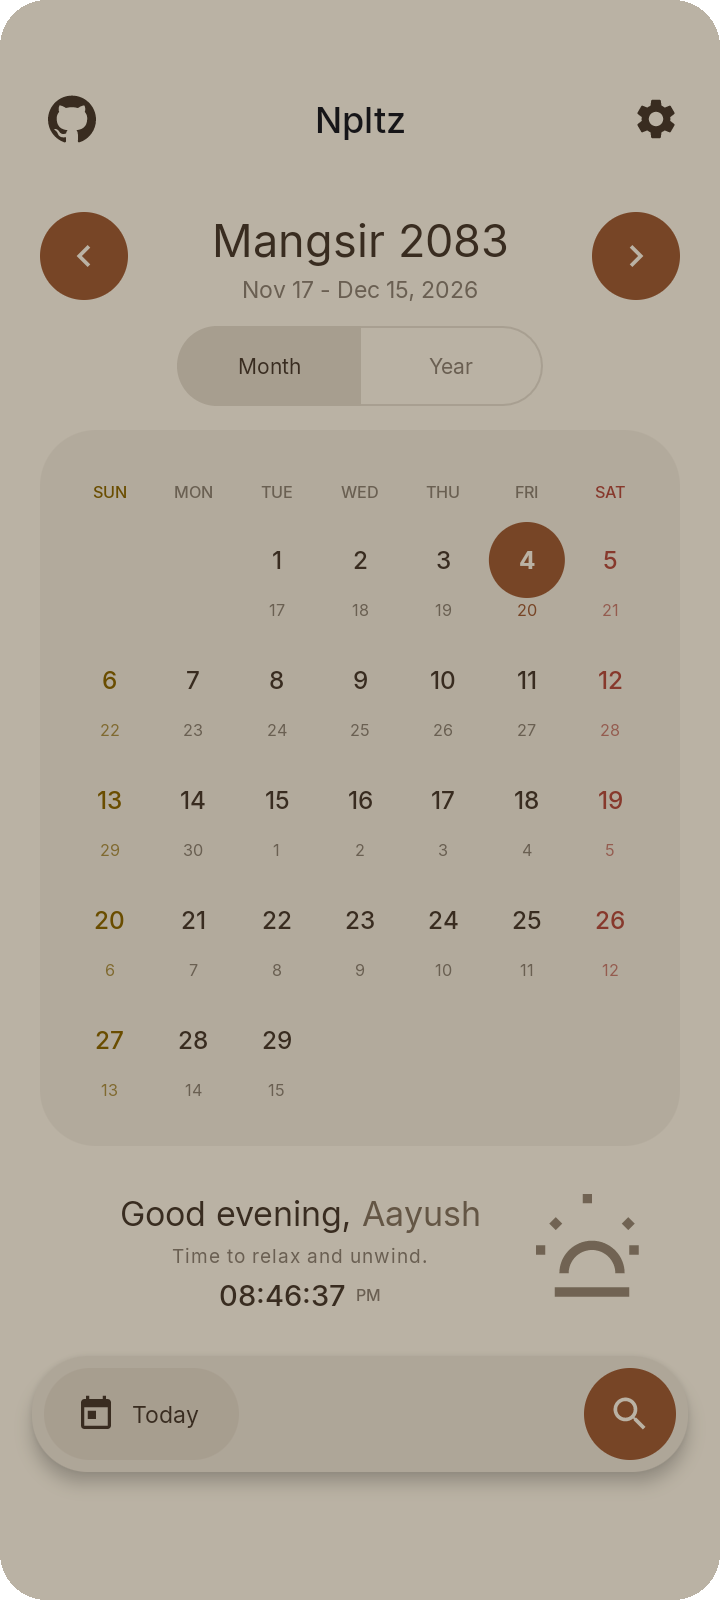 Npltz
Mangsir 2083
Nov 17 - Dec 15, 2026
Month Year
SUN MON TUE WED THU FRI SAT
1 2 3 4 5
17 18 19 20 21
6 7 8 9 10 11 12
22 23 24 25 26 27 28
13 14 15 16 17 18 19
29 30 1 2 3 4 5
20 21 22 23 24 25 26
6 7 8 9 10 11 12
27 28 29
13 14 15
Good evening, Aayush
Time to relax and unwind.
08:46:37 PM
Today